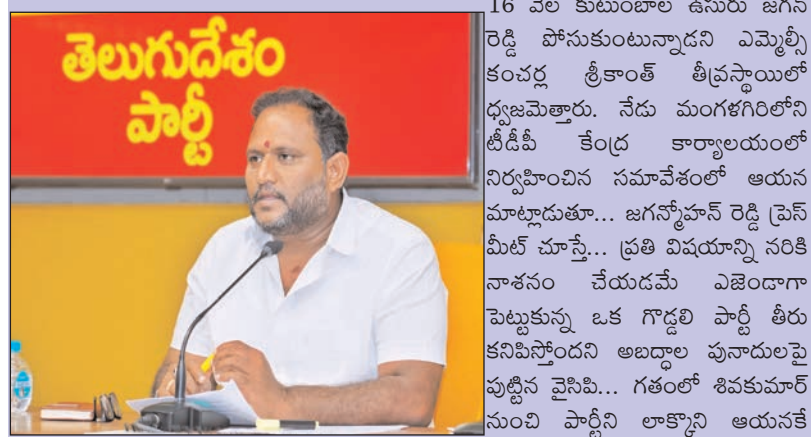 తెలుగుదేశం
పార్టీ
16 వేల కుటుంబాల ఉసురు జగన్
రెడ్డి పోసుకుంటున్నాడని ఎమ్మెల్సీ
కంచర్ల శ్రీకాంత్ తీవ్రస్థాయిలో
ధ్వజమెత్తారు. నేడు మంగళగిరిలోని
టీడీపీ కేంద్ర కార్యాలయంలో
నిర్వహించిన సమావేశంలో ఆయన
మాట్లాడుతూ... జగన్మోహన్ రెడ్డి ప్రెస్
మీట్ చూస్తే... ప్రతి విషయాన్ని నరికి
నాశనం చేయడమే ఎజెండాగా
పెట్టుకున్న ఒక గొడ్డలి పార్టీ తీరు
కనిపిస్తోందని అబద్ధాల పునాదులపై
పుట్టిన వైసిపి... గతంలో శివకుమార్
నుంచి పార్టీని లాక్కొని ఆయనకే